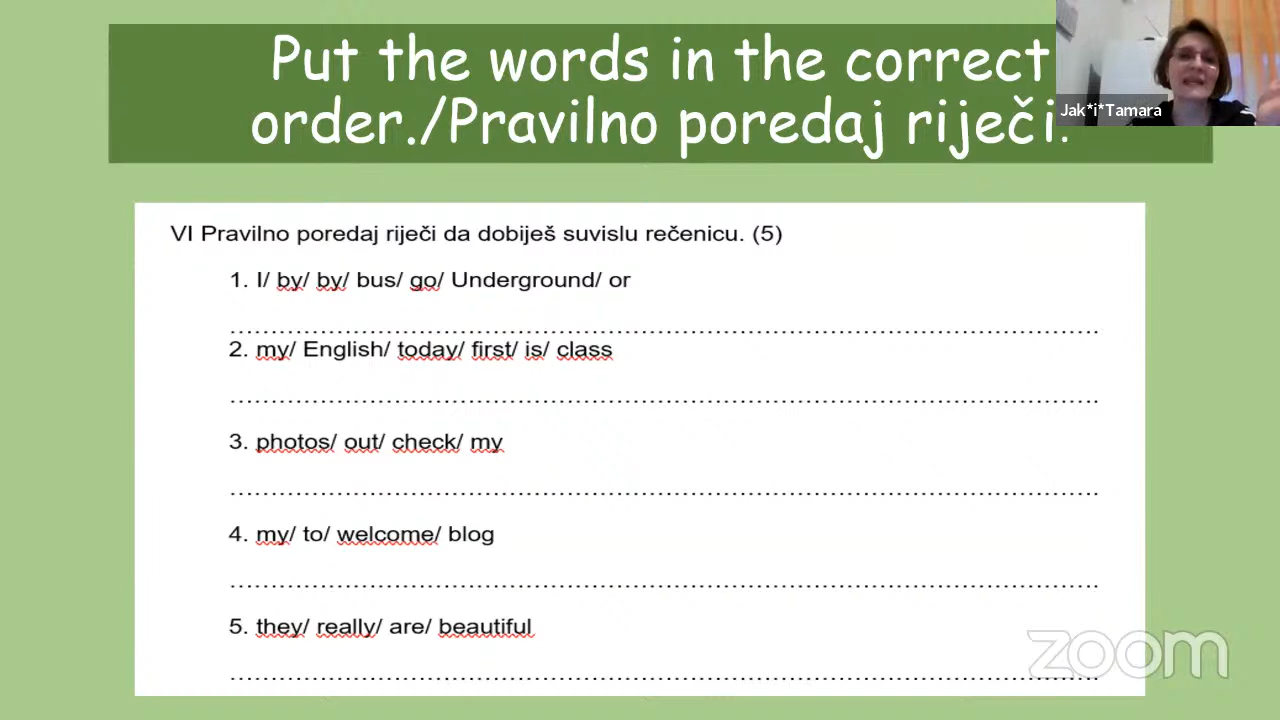 Put the words in the correct
order./Pravilno poredaj riječi.
Jak*i*Tamara
VI Pravilno poredaj riječi da dobiješ suvislu rečenicu. (5)
1. I/ by/ by/ bus/ go/ Underground/ or
2. my/ English/ today/ first/ is/ class
3. photos/ out/ check/ my
4. my/ to/ welcome/ blog
5. they/ really/ are/ beautiful
zoom